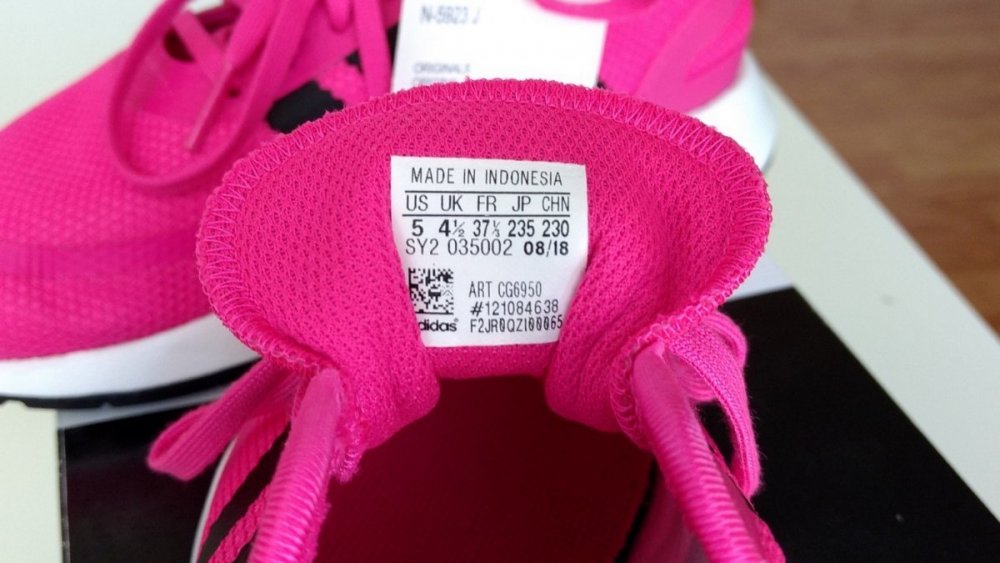 N-5923 J
ORIGINALS
MADE IN INDONESIA
US UK FR JP CHN
5 4½ 37⅓ 235 230
SY2 035002 08/18
ART CG6950
#121084638
adidas® F2JR0QZI00065